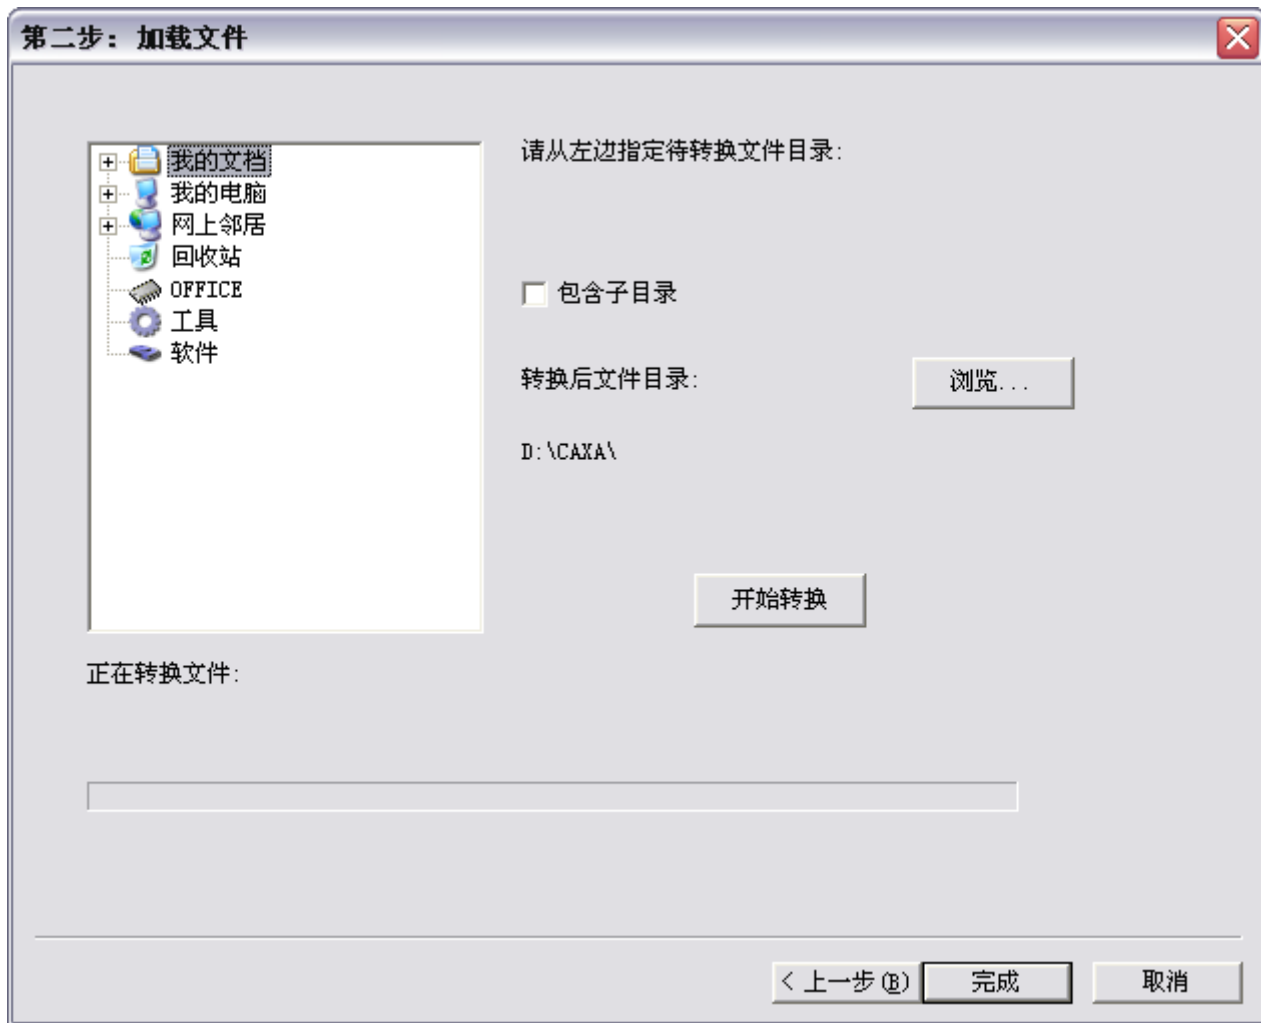 第二步：加载文件
我的文档
我的电脑
网上邻居
回收站
OFFICE
工具
软件
请从左边指定待转换文件目录:
包含子目录
转换后文件目录:
浏览...
D:\CAXA\
开始转换
正在转换文件:
< 上一步(B)
完成
取消